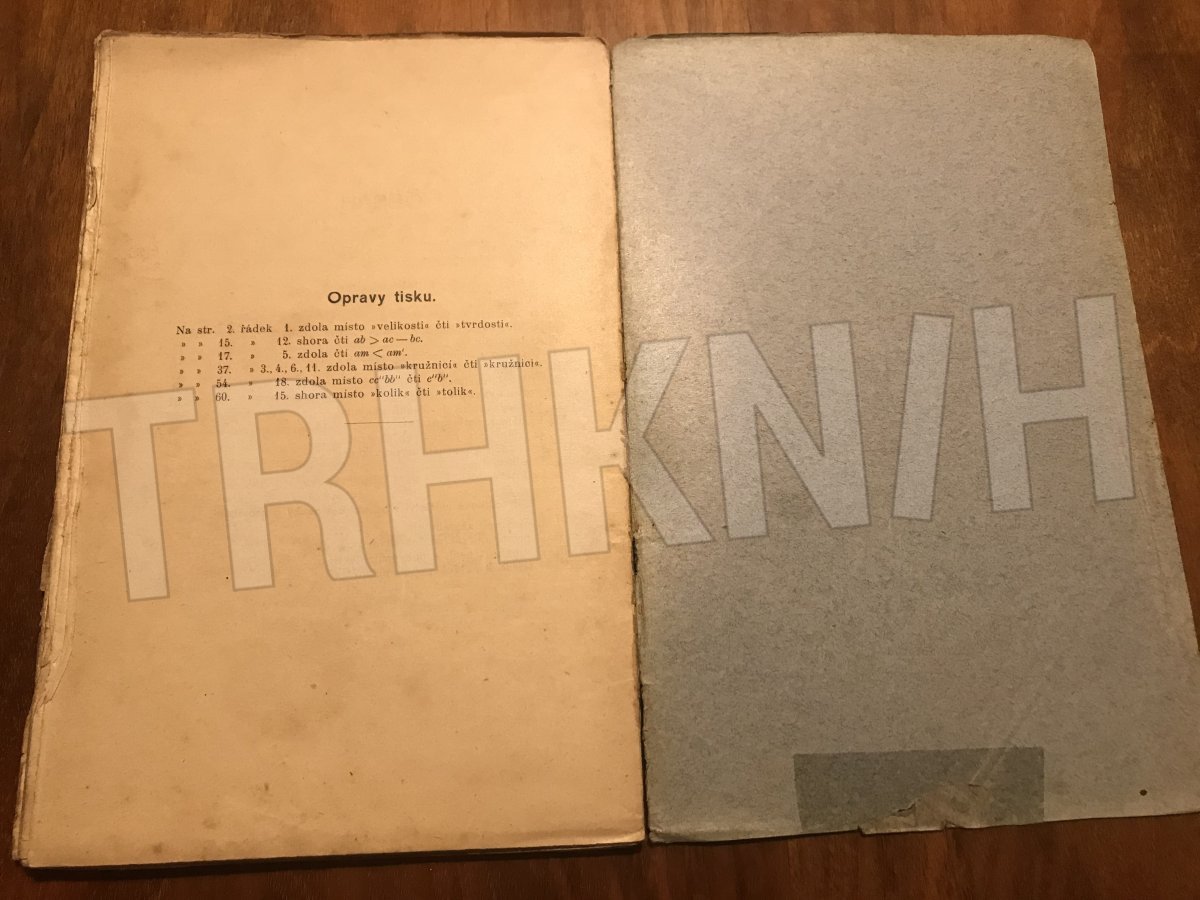 Opravy tisku.
Na str. 2. řádek 1. zdola místo »velikosti« čti »tvrdosti«.
» » 15. » 12. shora čti ab > ac — bc.
» » 17. » 5. zdola čti am < am'.
» » 37. » 3., 4., 6., 11. zdola místo »kružnicí« čti »kružnici«.
» » 54. » 18. zdola místo cc"bb" čti c"b".
» » 60. » 15. shora místo »kolik« čti »tolik«.
TRHKN/H